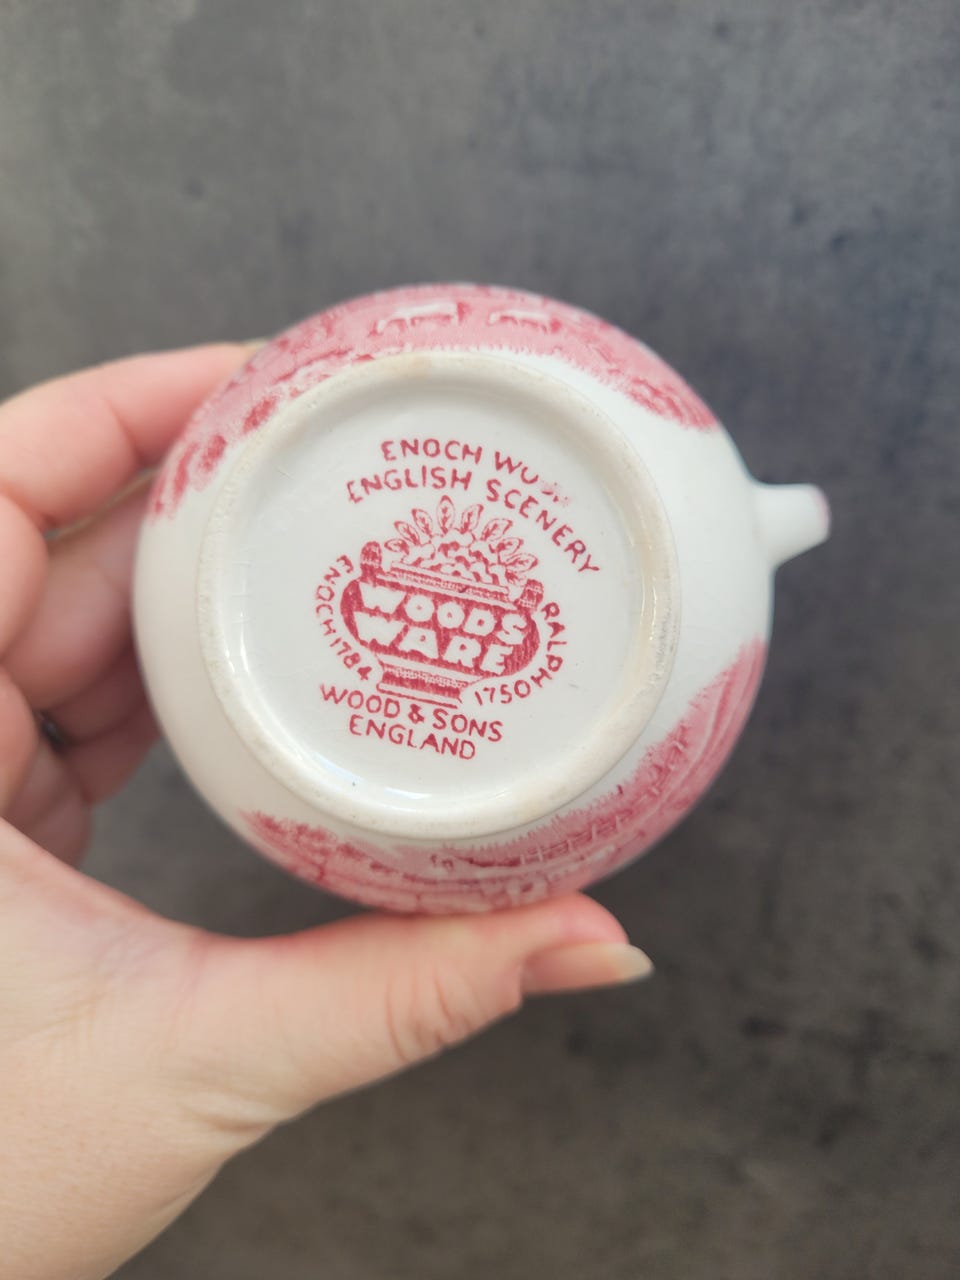 ENOCH
ENGLISH SCENERY
WOODS
WARE
ENOCH 1784
RALPH 1750
WOOD & SONS
ENGLAND